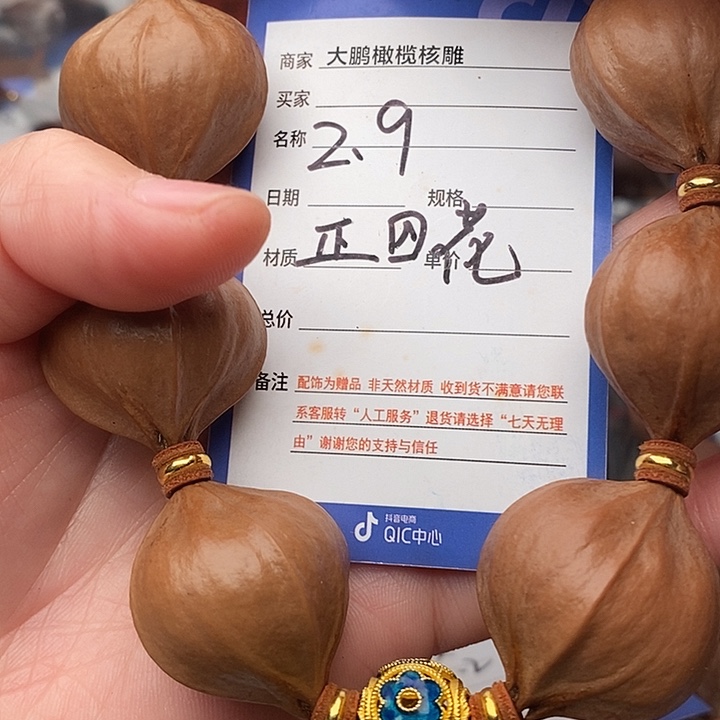 商家 大鹏橄榄核雕
买家
名称 2.9
日期 规格
材质 正四花 单价
总价
备注 配饰为赠品 非天然材质 收到货不满意请您联
系客服转“人工服务”退货请选择“七天无理
由”谢谢您的支持与信任
抖音电商
QIC中心